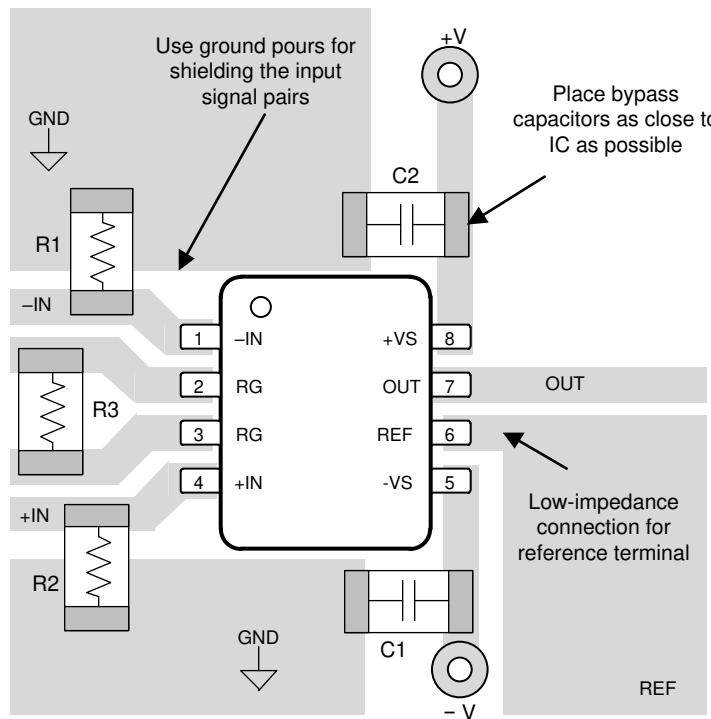 +V
Use ground pours for
shielding the input
signal pairs
Place bypass
capacitors as close to
IC as possible
GND
C2
R1
–IN
1 –IN
+VS 8
2 RG
OUT 7
OUT
R3
3 RG
REF 6
4 +IN
-VS 5
+IN
Low-impedance
connection for
reference terminal
R2
GND
C1
REF
– V